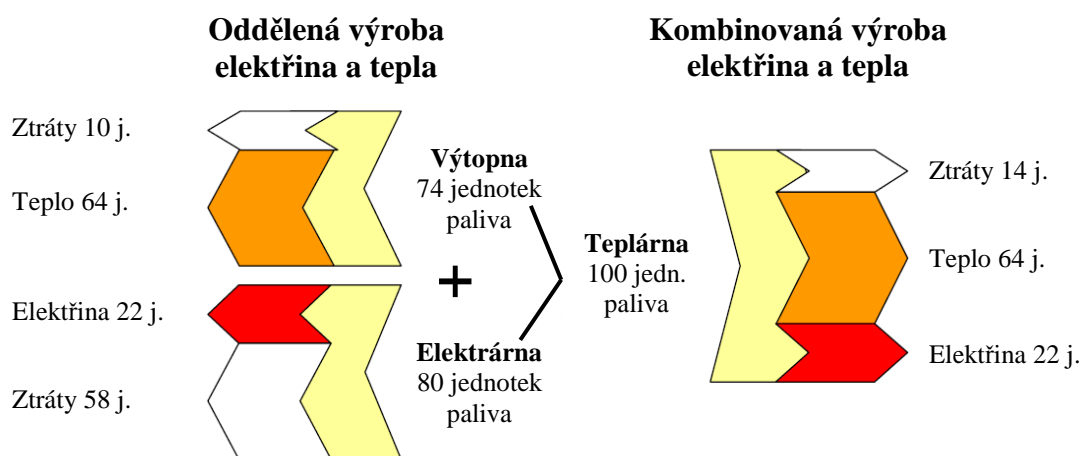 Oddělená výroba
elektřina a tepla
Kombinovaná výroba
elektřina a tepla
Ztráty 10 j.
Teplo 64 j.
Elektřina 22 j.
Ztráty 58 j.
Výtopna
74 jednotek
paliva
+
Elektrárna
80 jednotek
paliva
Teplárna
100 jedn.
paliva
Ztráty 14 j.
Teplo 64 j.
Elektřina 22 j.